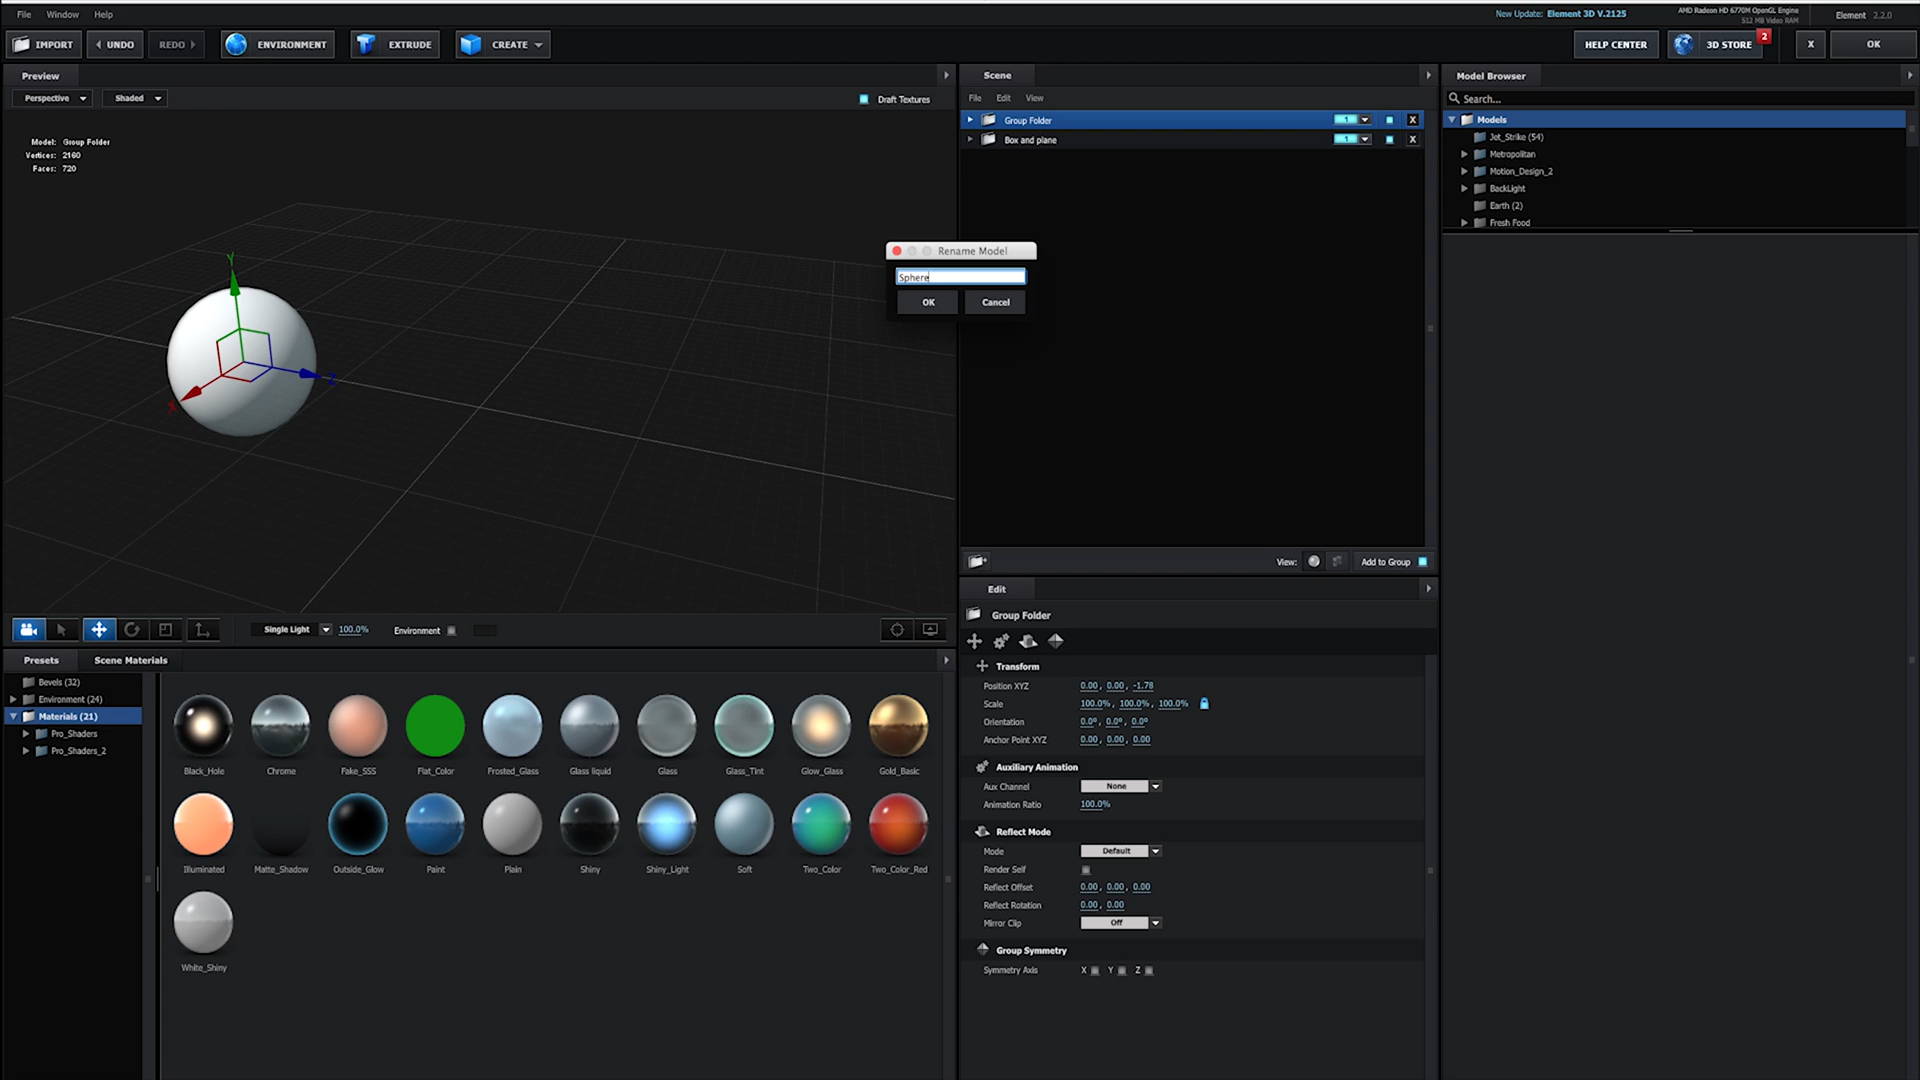 File Window Help
New Update: Element 3D V.2125
AMD Radeon HD 6770M OpenGL Engine
512 MB Video RAM
Element 2.2.0
IMPORT UNDO REDO ENVIRONMENT EXTRUDE CREATE HELP CENTER 3D STORE 2 X OK
Preview
Perspective Shaded Draft Textures
Model: Group Folder
Vertices: 2160
Faces: 720
Y
X
Z
Single Light 100.0% Environment
Scene
File Edit View
Group Folder 1 X
Box and plane 1 X
Rename Model
Sphere
OK Cancel
View: Add to Group
Model Browser
Search...
Models
Jet_Strike (54)
Metropolitan
Motion_Design_2
BackLight
Earth (2)
Fresh Food
Edit
Group Folder
Transform
Position XYZ 0.00, 0.00, -1.78
Scale 100.0%, 100.0%, 100.0%
Orientation 0.0º, 0.0º, 0.0º
Anchor Point XYZ 0.00, 0.00, 0.00
Auxiliary Animation
Aux Channel None
Animation Ratio 100.0%
Reflect Mode
Mode Default
Render Self
Reflect Offset 0.00, 0.00, 0.00
Reflect Rotation 0.00, 0.00
Mirror Clip Off
Group Symmetry
Symmetry Axis X Y Z
Presets Scene Materials
Bevels (32)
Environment (24)
Materials (21)
Pro_Shaders
Pro_Shaders_2
Black_Hole Chrome Fake_SSS Flat_Color Frosted_Glass Glass liquid Glass Glass_Tint Glow_Glass Gold_Basic
Illuminated Matte_Shadow Outside_Glow Paint Plain Shiny Shiny_Light Soft Two_Color Two_Color_Red
White_Shiny